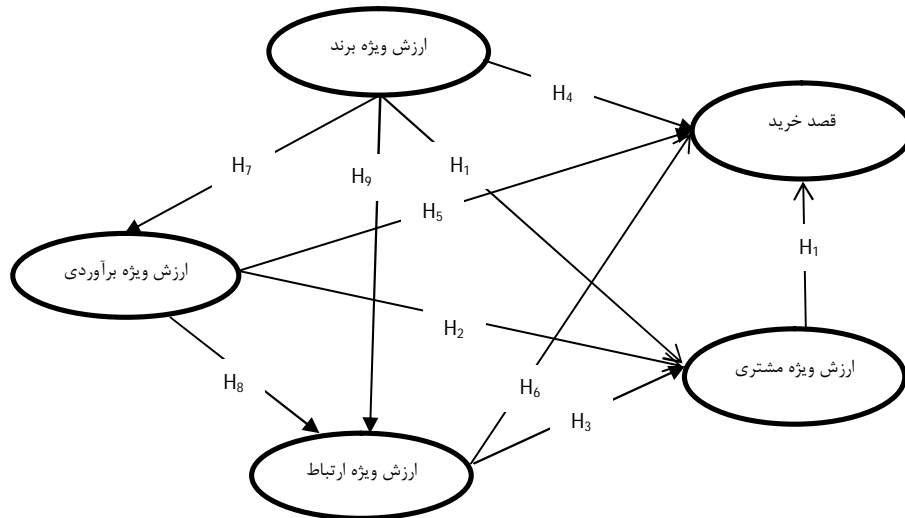 ارزش ویژه برند
H₄
قصد خرید
H₇
H₉
H₁
H₅
H₁
ارزش ویژه برآوردی
H₂
ارزش ویژه مشتری
H₈
H₆
H₃
ارزش ویژه ارتباط